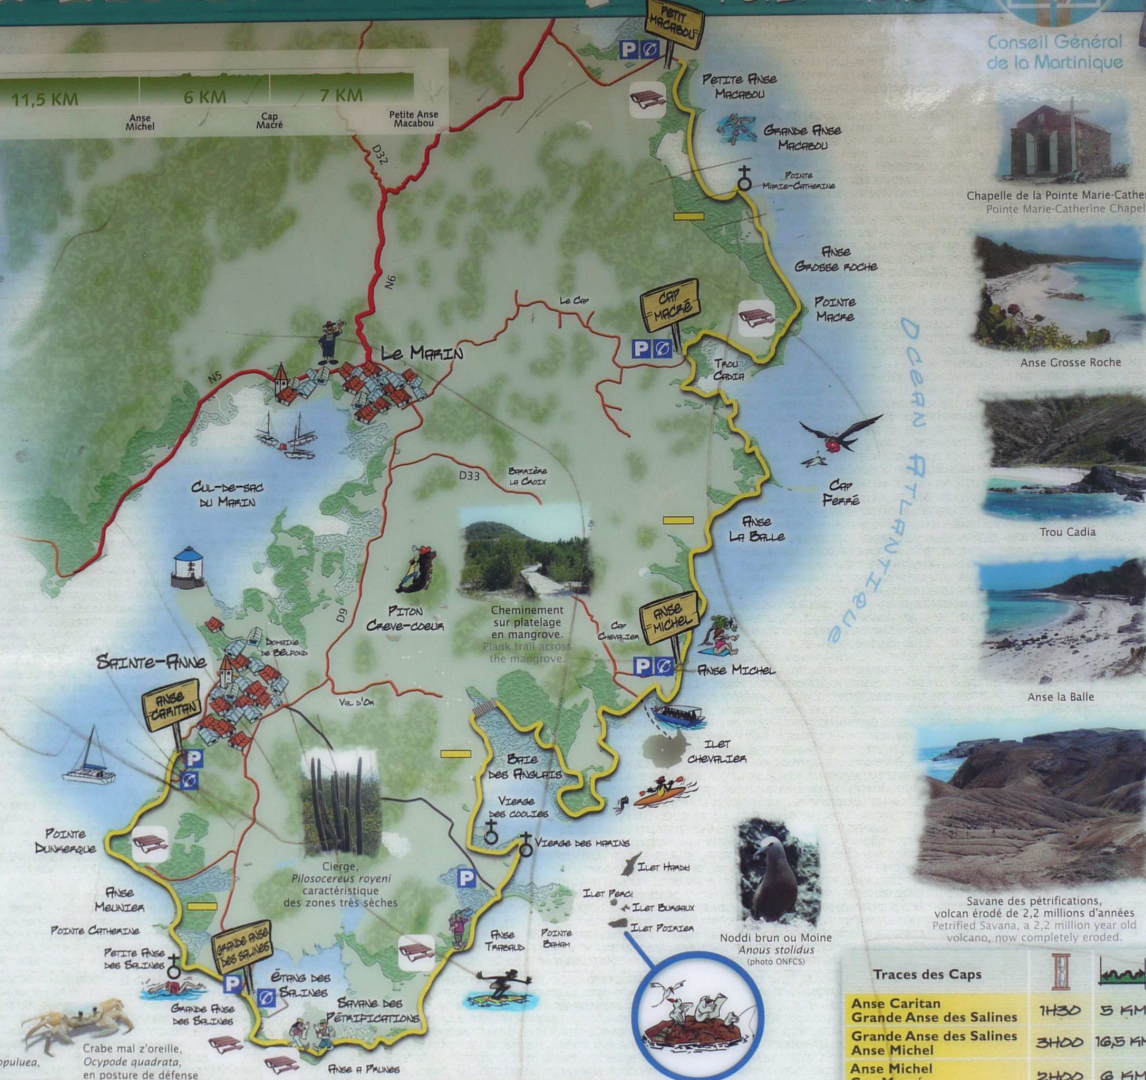 Conseil Général
de la Martinique
PETIT
MACABOU
P
11,5 KM
6 KM
7 KM
Anse
Michel
Cap
Macré
Petite Anse
Macabou
D32
PETITE ANSE
MACABOU
GRANDE ANSE
MACABOU
POINTE
MARIE-CATHERINE
Chapelle de la Pointe Marie-Cathe
Pointe Marie-Catherine Chapel
ANSE
GROSSE ROCHE
POINTE
MACRE
N6
LE CAP
CAP
MACRÉ
P
TROU
CADIA
LE MARIN
N5
Anse Grosse Roche
OCEAN ATLANTIQUE
CUL-DE-SAC
DU MARIN
D33
BARRIÈRE
LA CROIX
CAP
FERRÉ
ANSE
LA BALLE
Trou Cadia
PITON
CREVE-COEUR
D9
Cheminement
sur platelage
en mangrove.
Plank trail across
the mangrove.
CAP
CHEVALIER
ANSE
MICHEL
P
ANSE MICHEL
Anse la Balle
DOMAINE
DE BELFOND
SAINTE-ANNE
ANSE
CARITAN
P
VAL D'OR
ILET
CHEVALIER
BAIE
DES ANGLAIS
VIERGE
DES COOLIES
VIERGE DES MARINS
POINTE
DUNKERQUE
Cierge,
Pilosocereus royeni
caractéristique
des zones très sèches
P
ILET HARDY
ILET PERCÉ
ILET BURGAUX
ILET POIRIER
ANSE
MEUNIER
POINTE CATHERINE
PETITE ANSE
DES SALINES
GRANDE ANSE
DES SALINES
P
ANSE
TRABAUD
POINTE
BAHAM
Noddi brun ou Moine
Anous stolidus
(photo ONFCS)
Savane des pétrifications,
volcan érodé de 2,2 millions d'années
Petrified Savana, a 2,2 million year old
volcano, now completely eroded.
ÉTANG DES
SALINES
SAVANE DES
PÉTRIFICATIONS
GRANDE ANSE
DES SALINES
ANSE A PRUNES
opuluea,
Crabe mal z'oreille,
Ocypode quadrata,
en posture de défense
Traces des Caps
Anse Caritan
Grande Anse des Salines
1H30
5 KM
Grande Anse des Salines
Anse Michel
3H00
16,5 KM
Anse Michel
2H00
6 KM